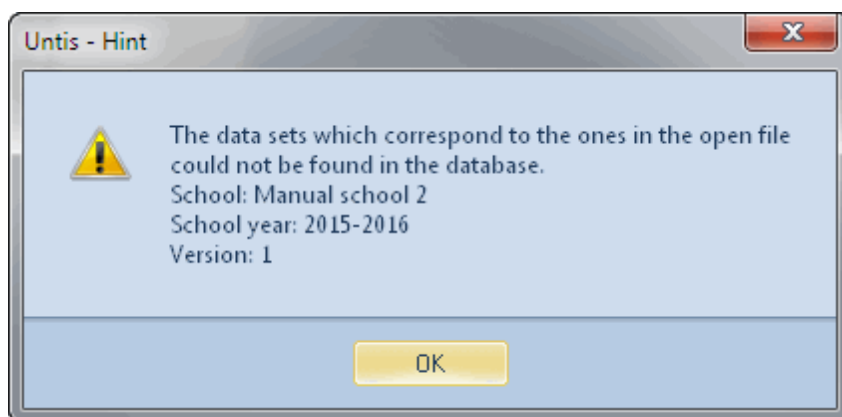 Untis - Hint
The data sets which correspond to the ones in the open file
could not be found in the database.
School: Manual school 2
School year: 2015-2016
Version: 1
OK